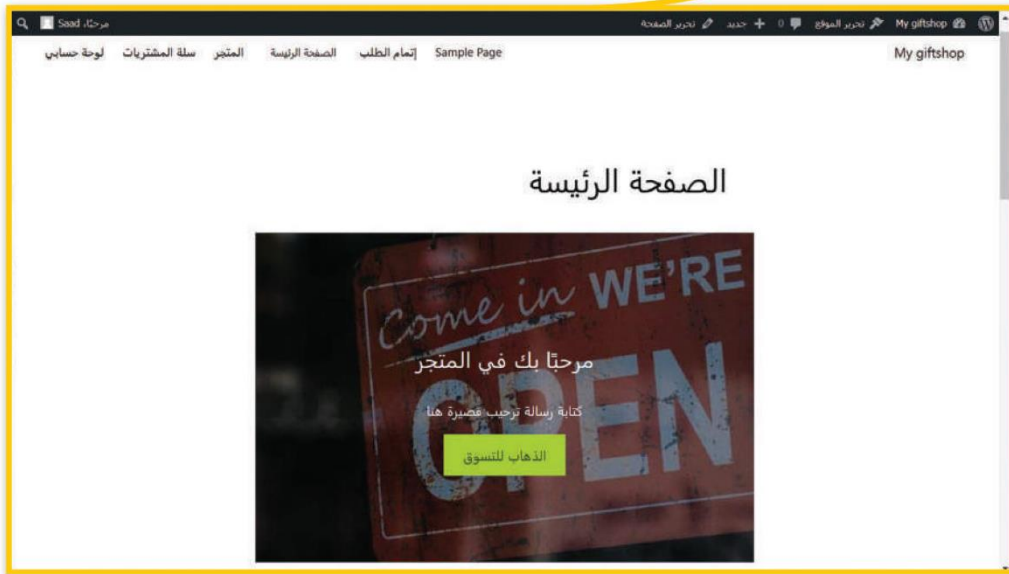 My giftshop تحرير الموقع 0 جديد تحرير الصفحة مرحبًا، Saad
My giftshop
Sample Page إتمام الطلب الصفحة الرئيسة المتجر سلة المشتريات لوحة حسابي
الصفحة الرئيسة
Come in WE'RE
OPEN
مرحبًا بك في المتجر
كتابة رسالة ترحيب قصيرة هنا
الذهاب للتسوق